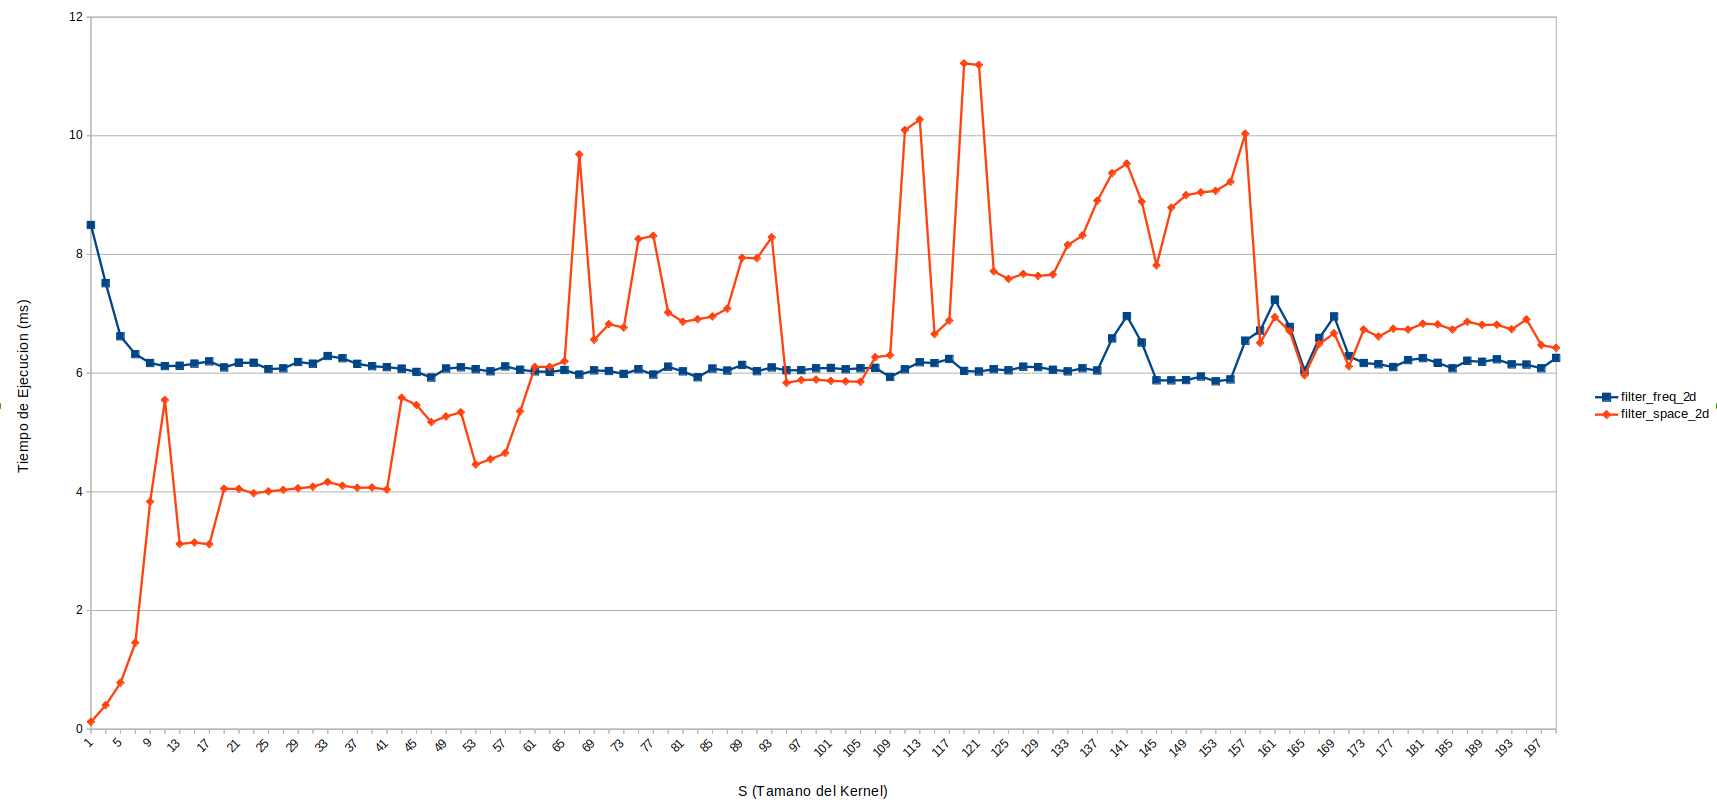 12
10
8
6
4
2
0
Tiempo de Ejecucion (ms)
1 5 9 13 17 21 25 29 33 37 41 45 49 53 57 61 65 69 73 77 81 85 89 93 97 101 105 109 113 117 121 125 129 133 137 141 145 149 153 157 161 165 169 173 177 181 185 189 193 197
S (Tamano del Kernel)
filter_freq_2d
filter_space_2d